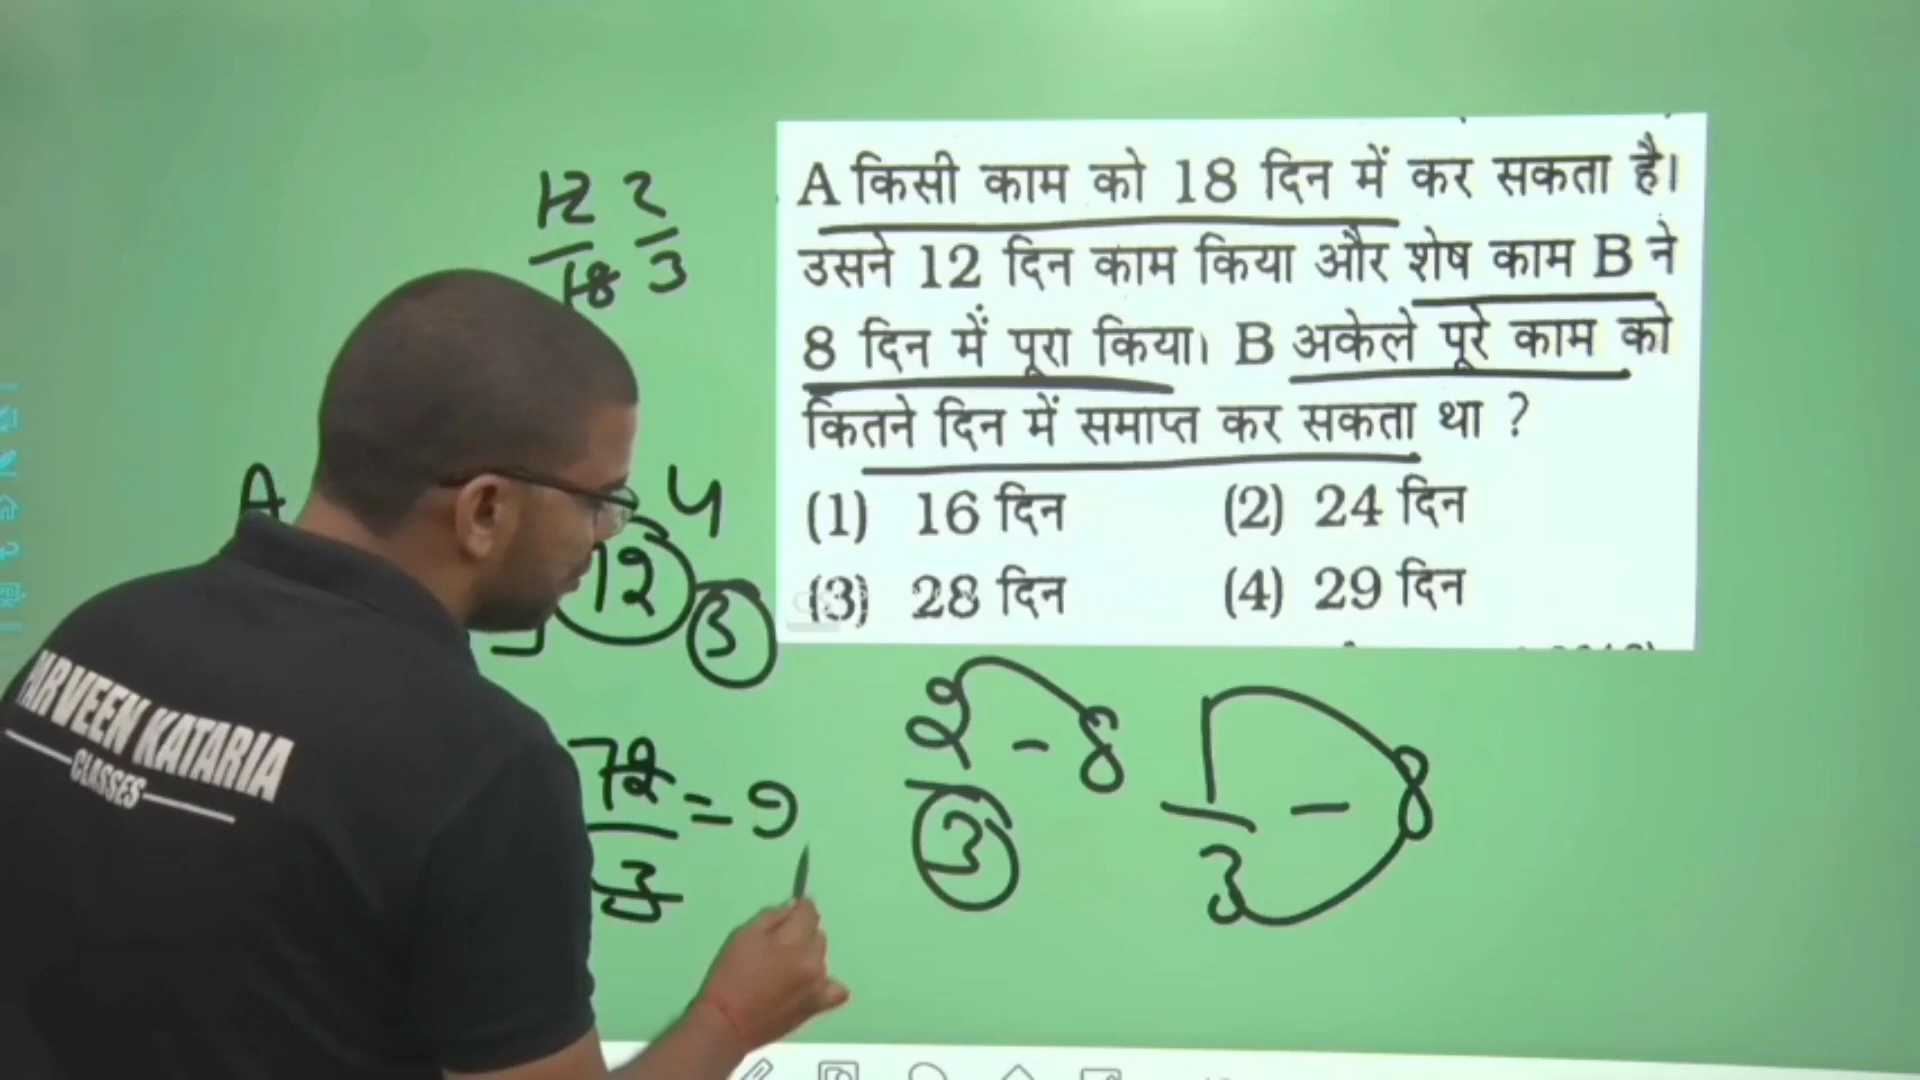 A किसी काम को 18 दिन में कर सकता है।
उसने 12 दिन काम किया और शेष काम B ने
8 दिन में पूरा किया। B अकेले पूरे काम को
कितने दिन में समाप्त कर सकता था ?
(1) 16 दिन (2) 24 दिन
(3) 28 दिन (4) 29 दिन
12 2
18 3
A
4
12
3
72 = 9
3
2 - 8
3
1 - 8
3
PARVEEN KATARIA
CLASSES